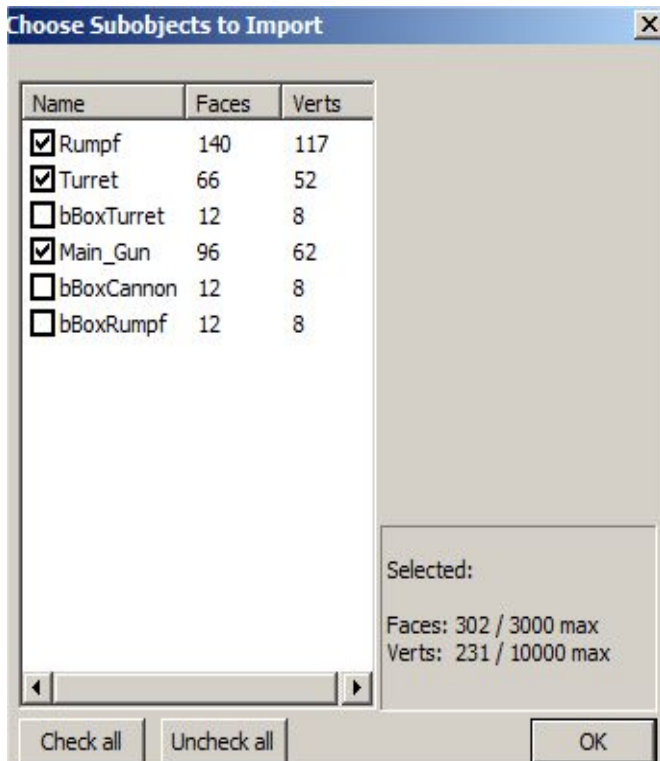 Choose Subobjects to Import
Name Faces Verts
Rumpf 140 117
Turret 66 52
bBoxTurret 12 8
Main_Gun 96 62
bBoxCannon 12 8
bBoxRumpf 12 8
Selected:
Faces: 302 / 3000 max
Verts: 231 / 10000 max
Check all Uncheck all OK